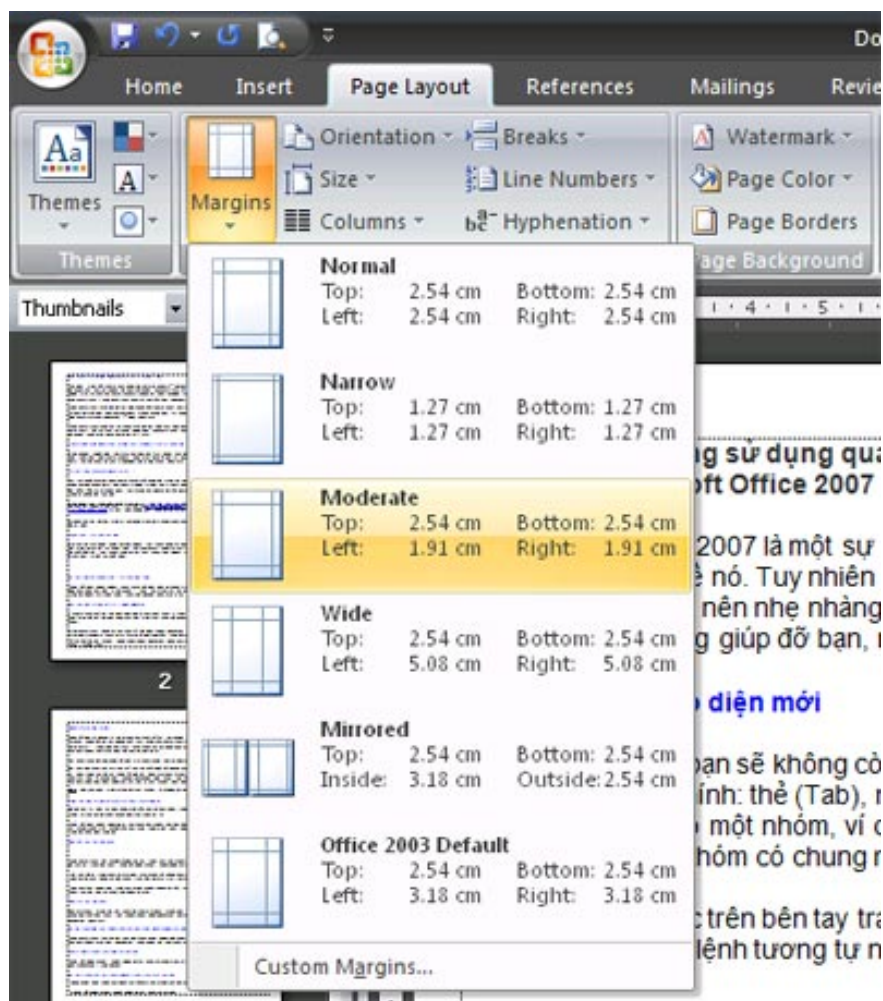 Do
Home Insert Page Layout References Mailings Revie
Aa
Orientation Breaks Watermark
A
Size Line Numbers Page Color
Themes Margins
Columns Hyphenation Page Borders
Themes age Background
Thumbnails
4 5
Normal
Top: 2.54 cm Bottom: 2.54 cm
Left: 2.54 cm Right: 2.54 cm
Narrow
Top: 1.27 cm Bottom: 1.27 cm
Left: 1.27 cm Right: 1.27 cm
Moderate
Top: 2.54 cm Bottom: 2.54 cm
Left: 1.91 cm Right: 1.91 cm
Wide
Top: 2.54 cm Bottom: 2.54 cm
Left: 5.08 cm Right: 5.08 cm
Mirrored
Top: 2.54 cm Bottom: 2.54 cm
Inside: 3.18 cm Outside: 2.54 cm
Office 2003 Default
Top: 2.54 cm Bottom: 2.54 cm
Left: 3.18 cm Right: 3.18 cm
Custom Margins...
2
g sử dụng qua
ft Office 2007
2007 là một sự
nó. Tuy nhiên
nên nhẹ nhàng
g giúp đỡ bạn,
diện mới
bạn sẽ không cò
ính: thẻ (Tab),
một nhóm, ví
hóm có chung
trên bên tay tra
lệnh tương tự n